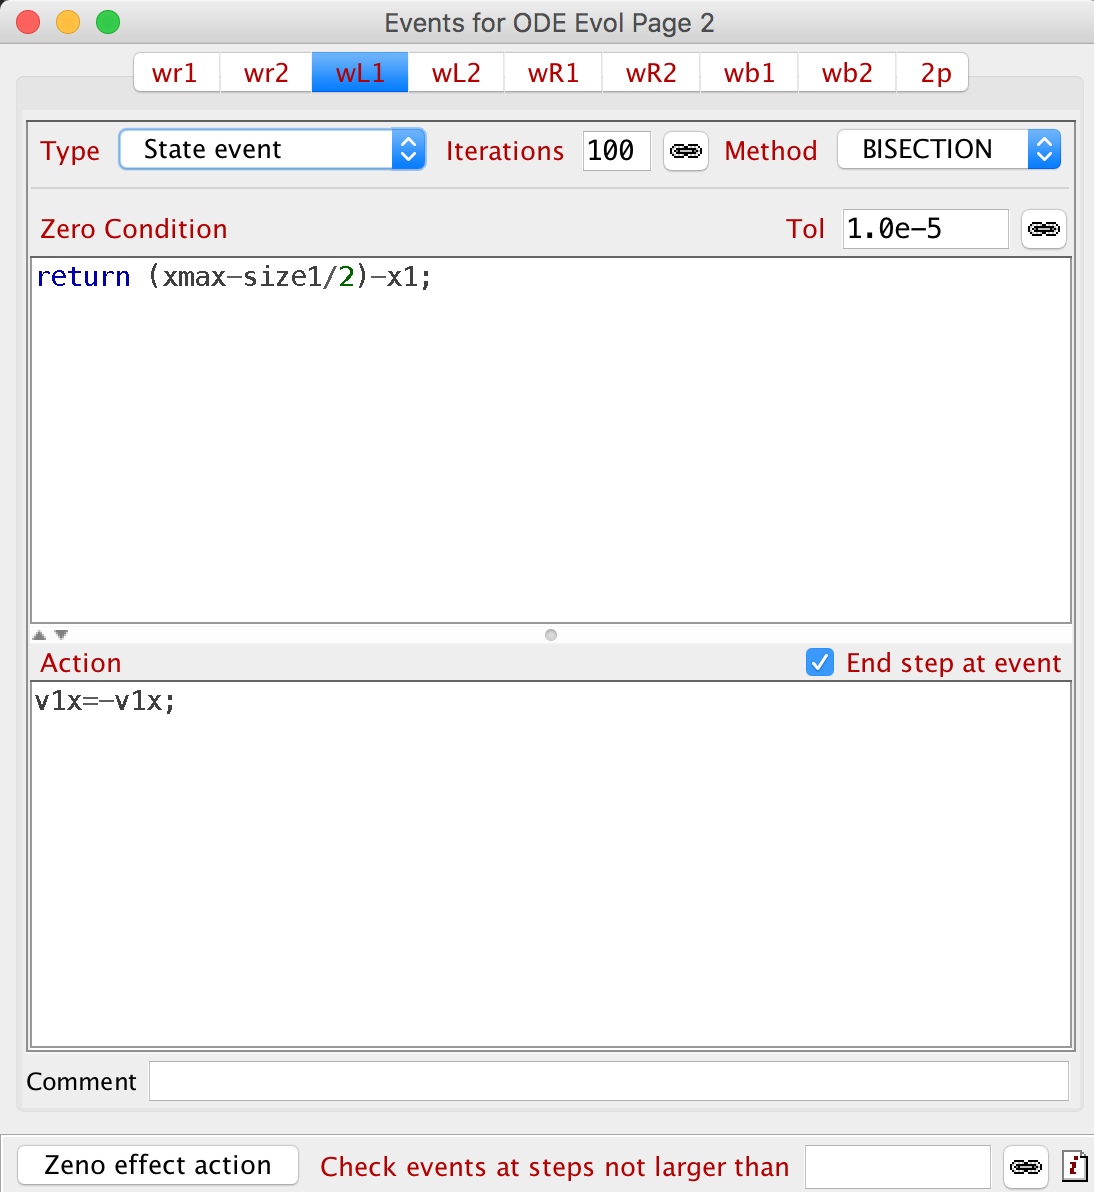 Events for ODE Evol Page 2
wr1 wr2 wL1 wL2 wR1 wR2 wb1 wb2 2p
Type State event Iterations 100 Method BISECTION
Zero Condition Tol 1.0e-5
return (xmax-size1/2)-x1;
Action End step at event
v1x=-v1x;
Comment
Zeno effect action Check events at steps not larger than